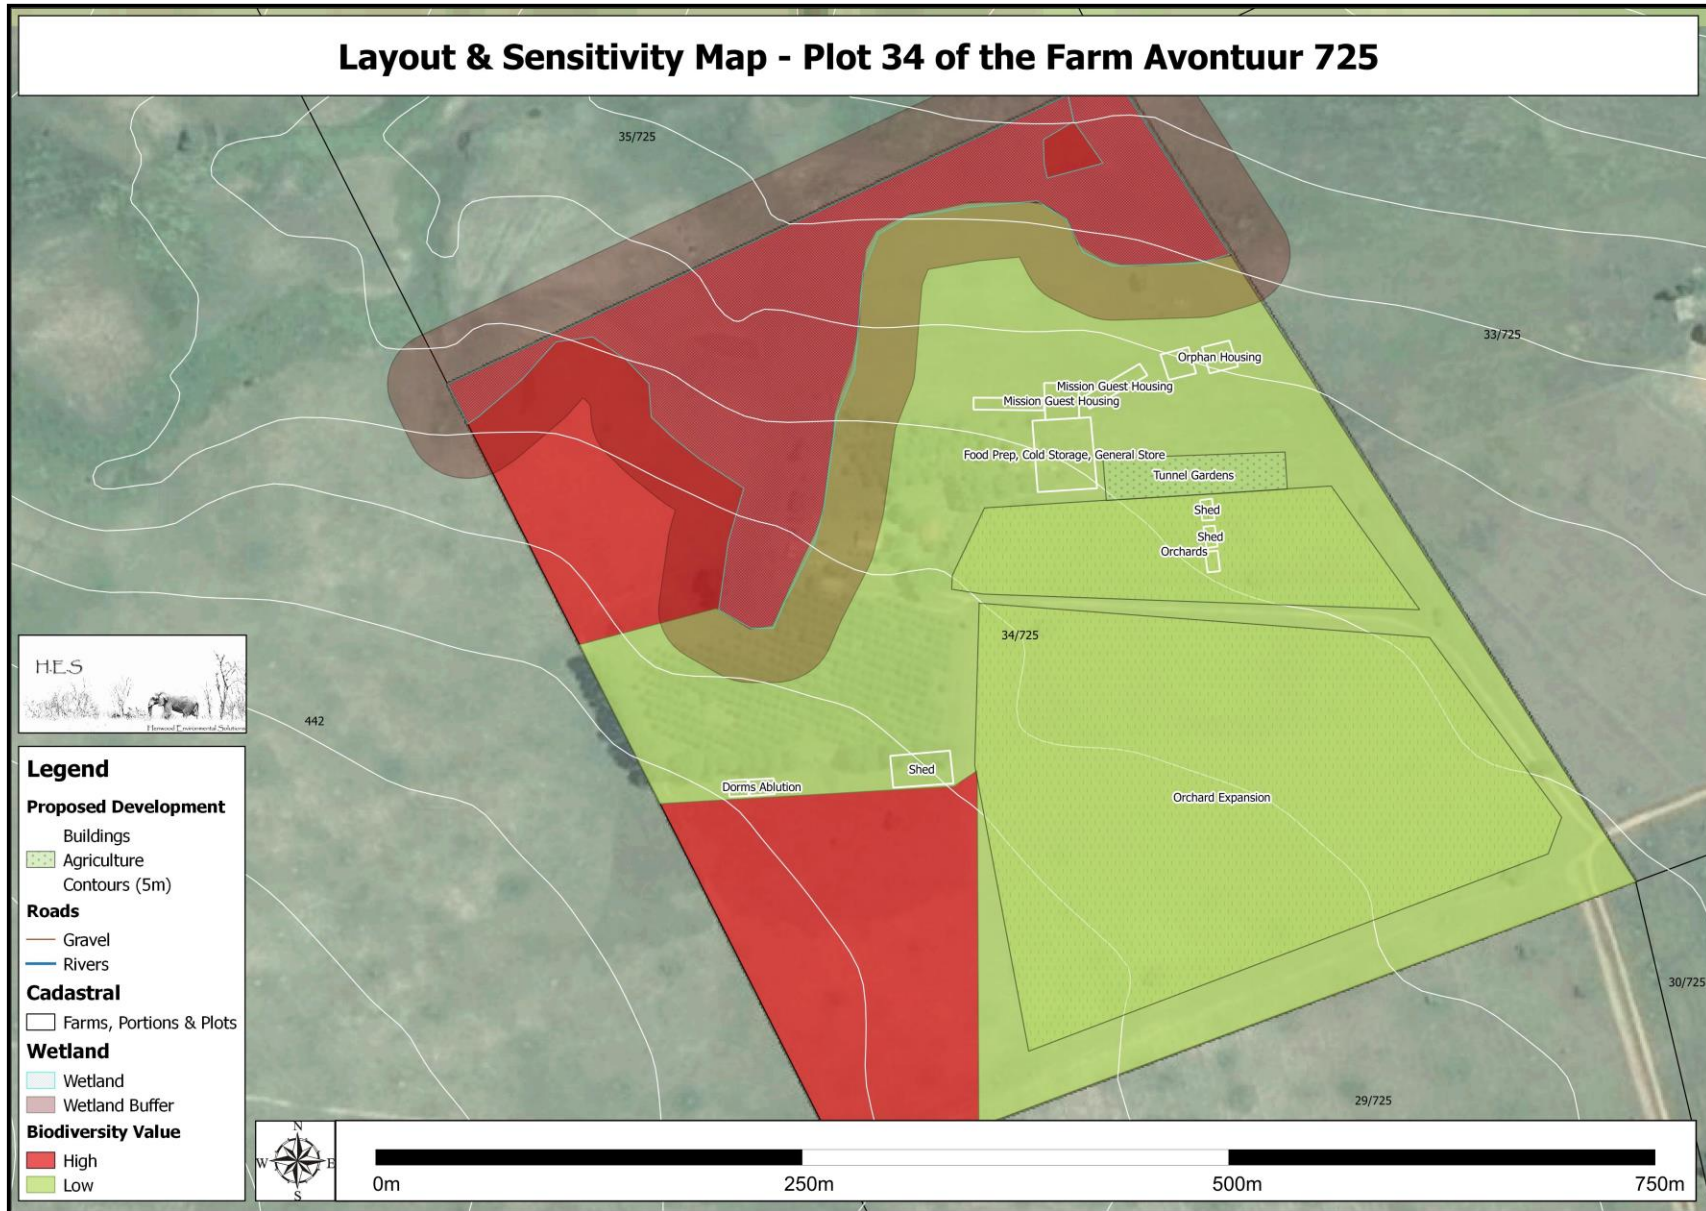 Layout & Sensitivity Map - Plot 34 of the Farm Avontuur 725
35/725
33/725
Orphan Housing
Mission Guest Housing
Mission Guest Housing
Food Prep, Cold Storage, General Store
Tunnel Gardens
Shed
Shed
Orchards
34/725
442
Shed
Dorms Ablution
Orchard Expansion
30/725
29/725
H.E.S
Henwood Environmental Solutions
Legend
Proposed Development
Buildings
Agriculture
Contours (5m)
Roads
Gravel
Rivers
Cadastral
Farms, Portions & Plots
Wetland
Wetland
Wetland Buffer
Biodiversity Value
High
Low
N
W E
S
0m 250m 500m 750m